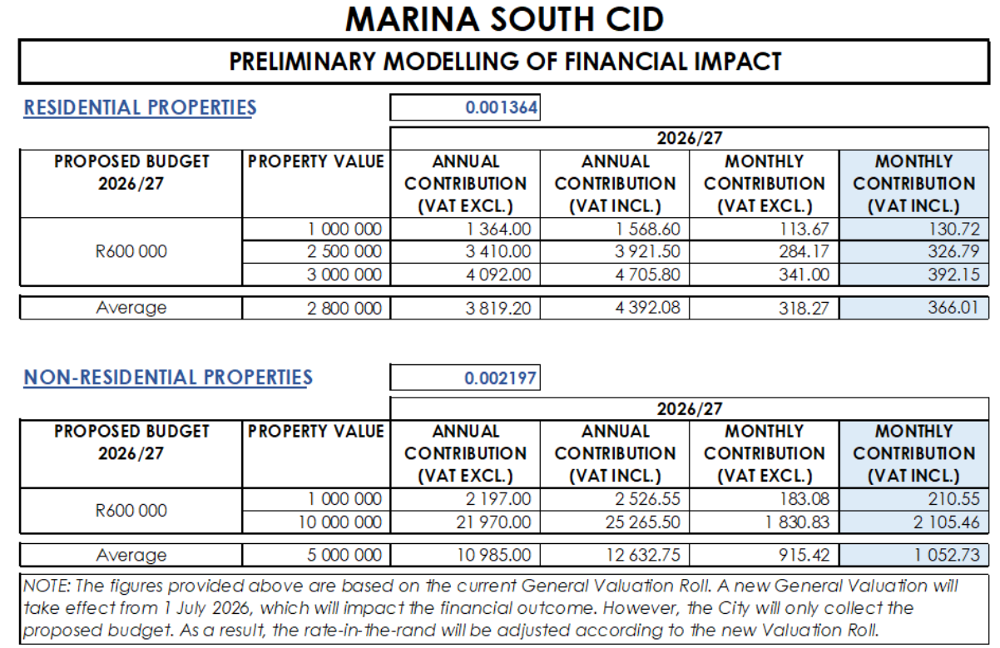 MARINA SOUTH CID
PRELIMINARY MODELLING OF FINANCIAL IMPACT
RESIDENTIAL PROPERTIES 0.001364
2026/27
PROPOSED BUDGET PROPERTY VALUE ANNUAL ANNUAL MONTHLY MONTHLY
2026/27 CONTRIBUTION CONTRIBUTION CONTRIBUTION CONTRIBUTION
(VAT EXCL.) (VAT INCL.) (VAT EXCL.) (VAT INCL.)
1 000 000 1 364.00 1 568.60 113.67 130.72
R600 000 2 500 000 3 410.00 3 921.50 284.17 326.79
3 000 000 4 092.00 4 705.80 341.00 392.15
Average 2 800 000 3 819.20 4 392.08 318.27 366.01
NON-RESIDENTIAL PROPERTIES 0.002197
2026/27
PROPOSED BUDGET PROPERTY VALUE ANNUAL ANNUAL MONTHLY MONTHLY
2026/27 CONTRIBUTION CONTRIBUTION CONTRIBUTION CONTRIBUTION
(VAT EXCL.) (VAT INCL.) (VAT EXCL.) (VAT INCL.)
R600 000 1 000 000 2 197.00 2 526.55 183.08 210.55
10 000 000 21 970.00 25 265.50 1 830.83 2 105.46
Average 5 000 000 10 985.00 12 632.75 915.42 1 052.73
NOTE: The figures provided above are based on the current General Valuation Roll. A new General Valuation will
take effect from 1 July 2026, which will impact the financial outcome. However, the City will only collect the
proposed budget. As a result, the rate-in-the-rand will be adjusted according to the new Valuation Roll.